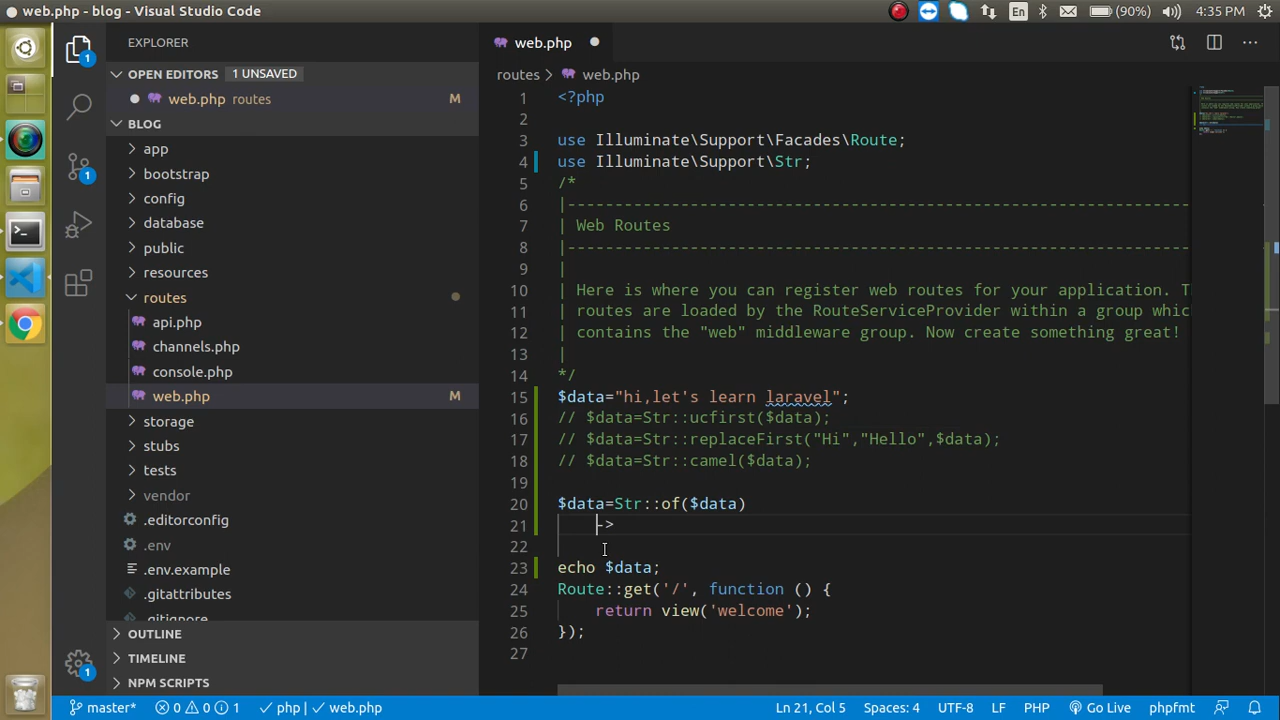 web.php - blog - Visual Studio Code
En
(90%)
4:35 PM
EXPLORER
OPEN EDITORS 1 UNSAVED
web.php routes M
BLOG
app
bootstrap
config
database
public
resources
routes
api.php
channels.php
console.php
web.php M
storage
stubs
tests
vendor
.editorconfig
.env
.env.example
.gitattributes
.gitignore
OUTLINE
TIMELINE
NPM SCRIPTS
1
1
1
web.php
routes > web.php
1 <?php
2
3 use Illuminate\Support\Facades\Route;
4 use Illuminate\Support\Str;
5 /*
6 |--------------------------------------------------------------------------
7 | Web Routes
8 |--------------------------------------------------------------------------
9 |
10 | Here is where you can register web routes for your application.
11 | routes are loaded by the RouteServiceProvider within a group whic
12 | contains the "web" middleware group. Now create something great!
13 |
14 */
15 $data="hi,let's learn laravel";
16 // $data=Str::ucfirst($data);
17 // $data=Str::replaceFirst("Hi","Hello",$data);
18 // $data=Str::camel($data);
19
20 $data=Str::of($data)
21 ->
22
23 echo $data;
24 Route::get('/', function () {
25 return view('welcome');
26 });
27
master* 0 0 1 php web.php Ln 21, Col 5 Spaces: 4 UTF-8 LF PHP Go Live phpfmt